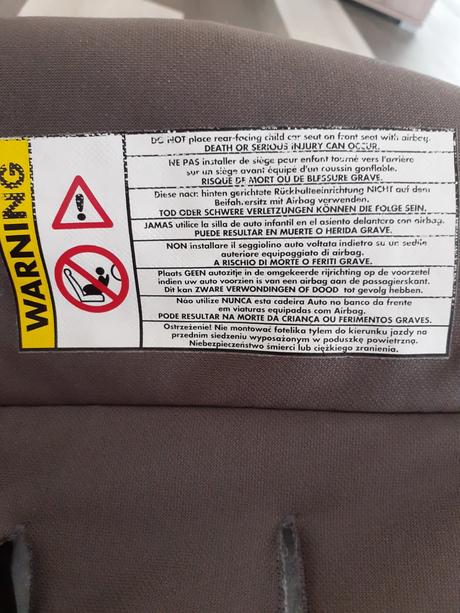 WARNING
DO NOT place rear-facing child car seat on front seat with airbag.
DEATH OR SERIOUS INJURY CAN OCCUR.
NE PAS installer de siège pour enfant tourné vers l'arrière
sur un siège avant équipé d'un coussin gonflable.
RISQUE DE MORT OU DE BLESSURE GRAVE.
Diese nach hinten gerichtete Rückhalteeinrichtung NICHT auf dem
Beifahrersitz mit Airbag verwenden.
TOD ODER SCHWERE VERLETZUNGEN KÖNNEN DIE FOLGE SEIN.
JAMAS utilice la silla de auto infantil en el asiento delantero con airbag.
PUEDE RESULTAR EN MUERTE O HERIDA GRAVE.
NON installare il seggiolino auto voltata indietro su un sedile
auteriore equipaggiato di airbag.
A RISCHIO DI MORTE O FERITI GRAVE.
Plaats GEEN autozitje in de omgekeerde rijrichting op de voorzetel
indien uw auto voorzien is van een airbag aan de passagierskant.
Dit kan ZWARE VERWONDINGEN OF DOOD tot gevolg hebben.
Não utilize NUNCA esta cadeira Auto no banco da frente
em viaturas equipadas com Airbag.
PODE RESULTAR NA MORTE DA CRIANÇA OU FERIMENTOS GRAVES.
Ostrzeżenie! Nie montować fotelika tyłem do kierunku jazdy na
przednim siedzeniu wyposażonym w poduszkę powietrzną.
Niebezpieczeństwo śmierci lub ciężkiego zranienia.